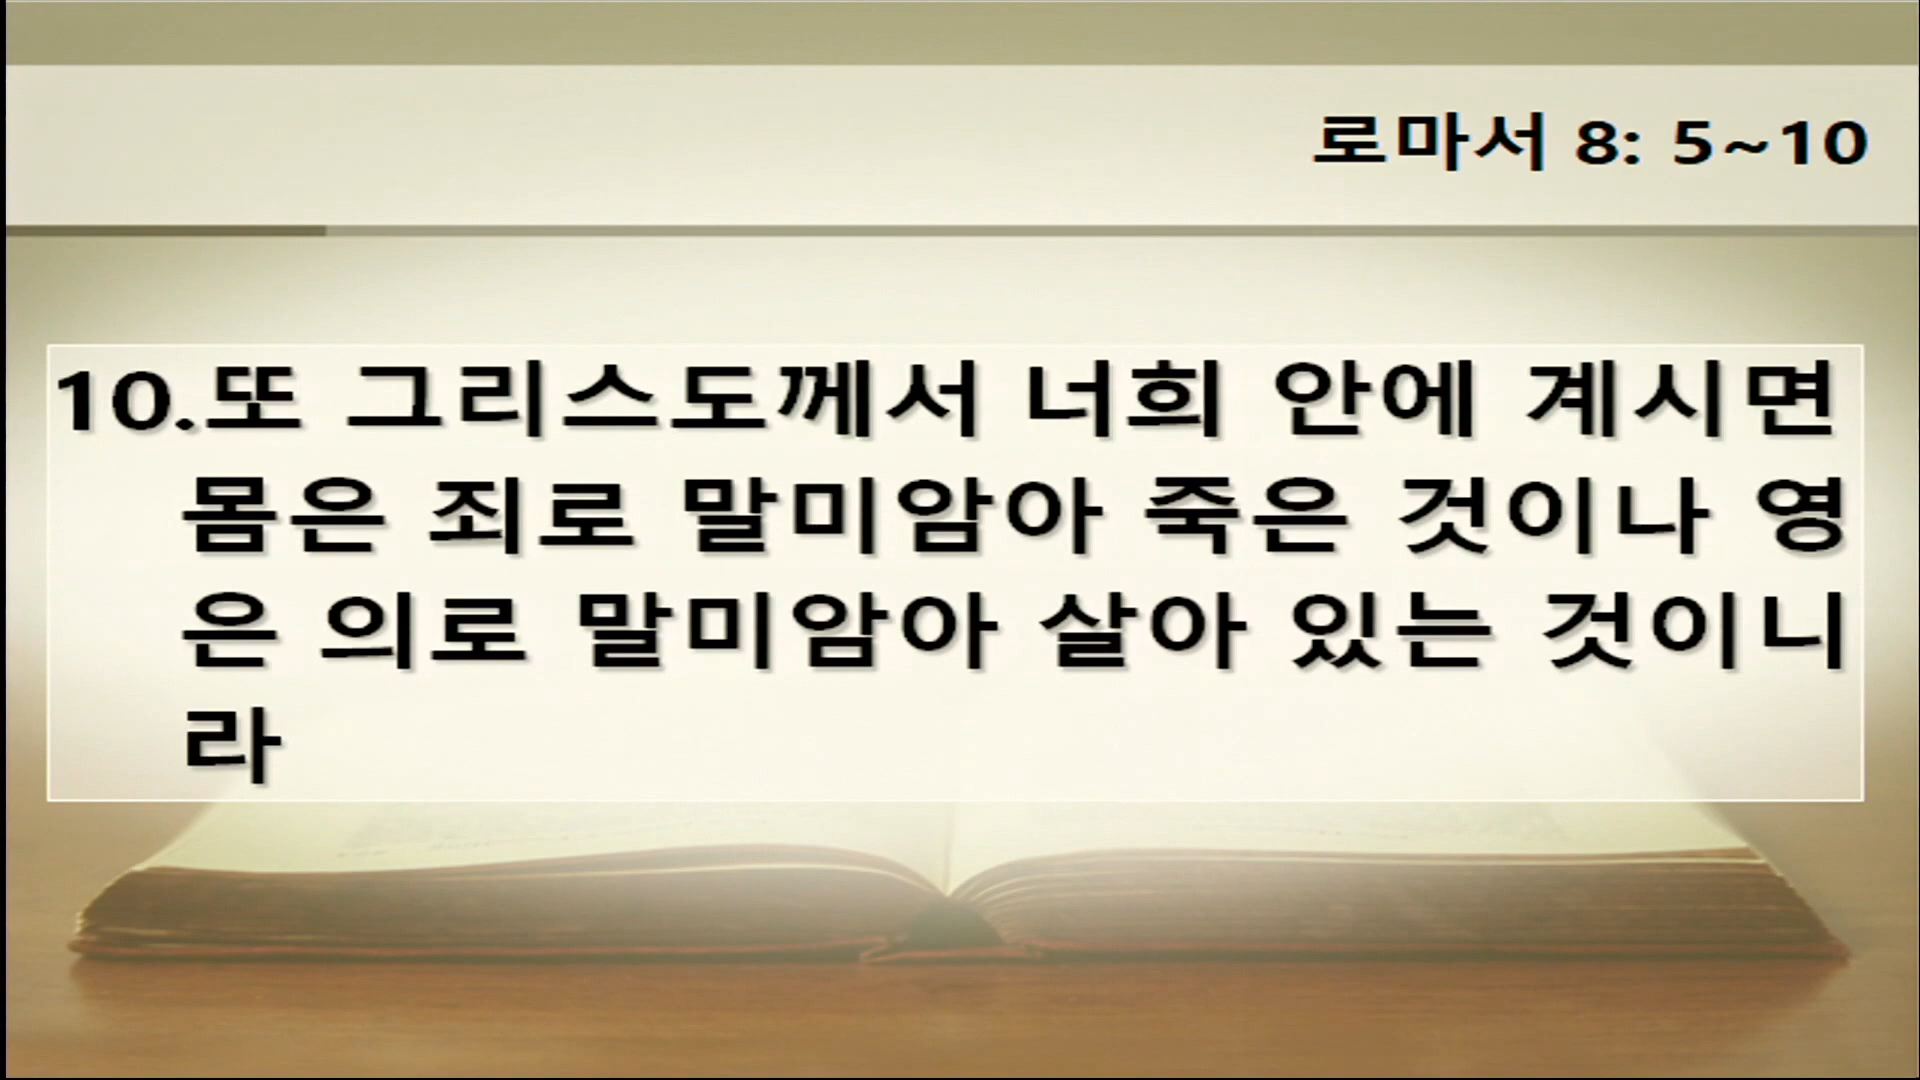 로마서 8: 5~10
10.또 그리스도께서 너희 안에 계시면
몸은 죄로 말미암아 죽은 것이나 영
은 의로 말미암아 살아 있는 것이니
라